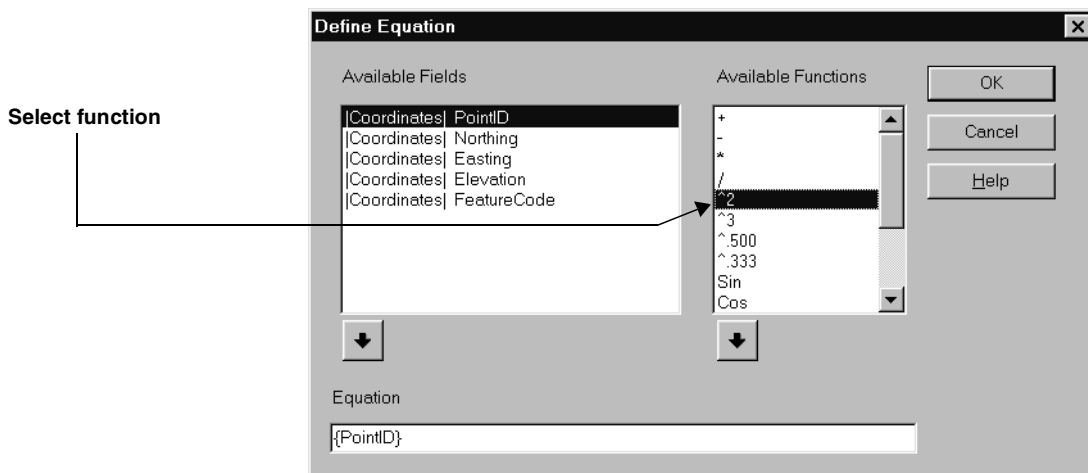 Define Equation
Available Fields
Available Functions
OK
Select function
|Coordinates| PointID
|Coordinates| Northing
|Coordinates| Easting
|Coordinates| Elevation
|Coordinates| FeatureCode
+
-
*
/
^2
^3
^.500
^.333
Sin
Cos
Cancel
Help
Equation
{PointID}